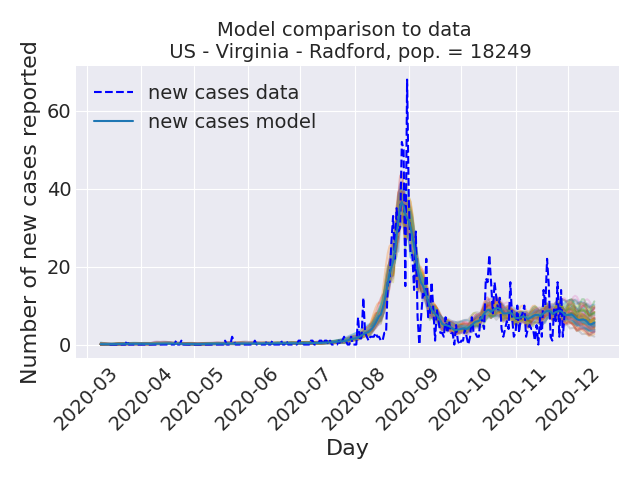 Model comparison to data
US - Virginia - Radford, pop. = 18249
Number of new cases reported
60
40
20
0
new cases data
new cases model
2020-03
2020-04
2020-05
2020-06
2020-07
2020-08
2020-09
2020-10
2020-11
2020-12
Day